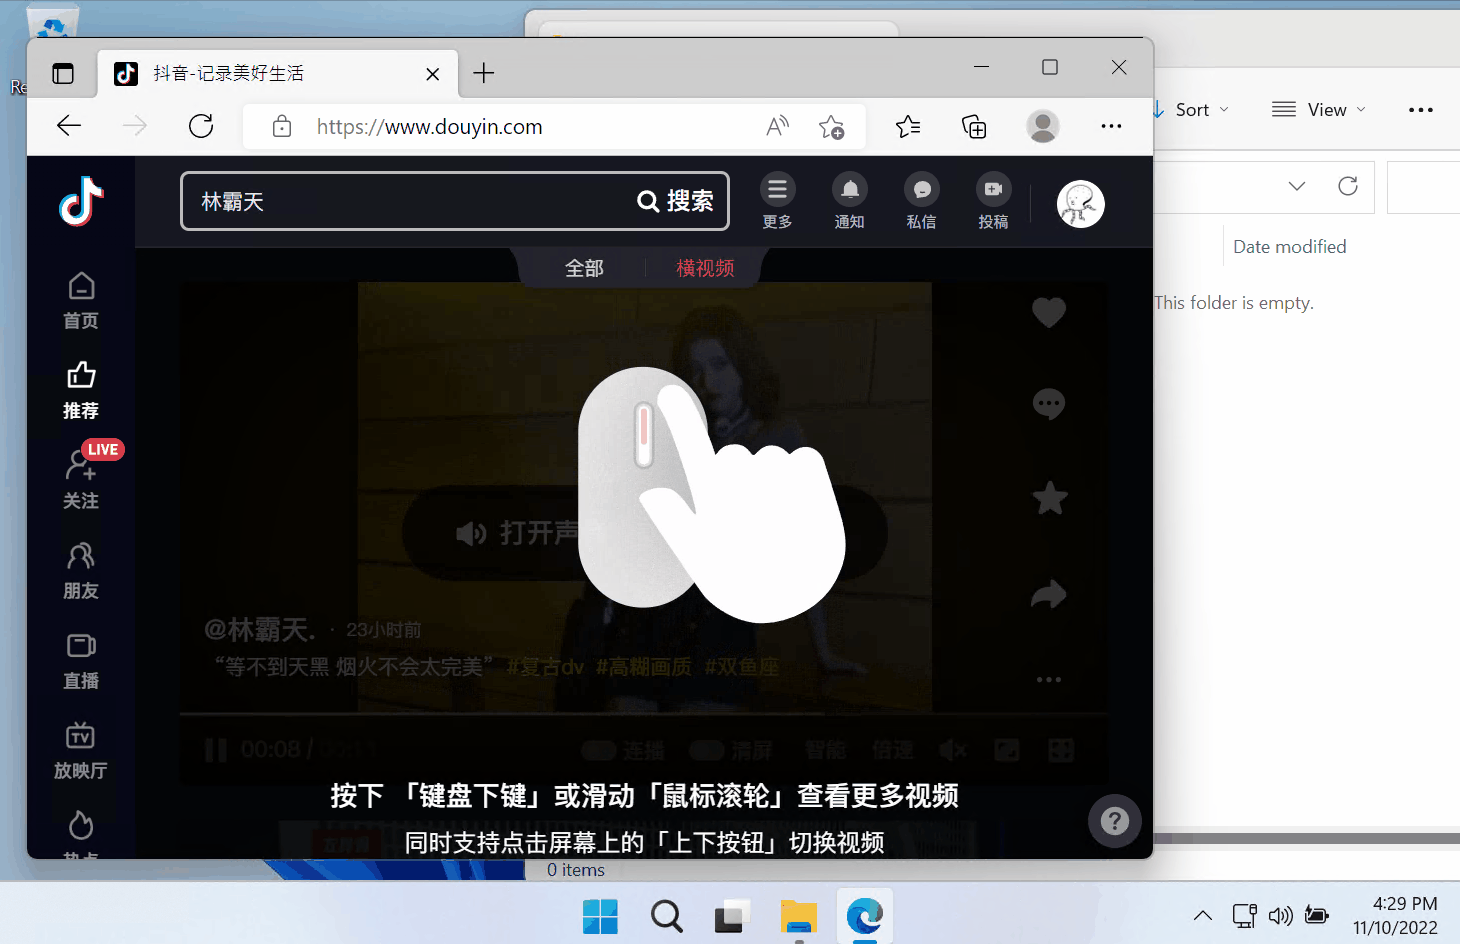 Re
抖音-记录美好生活
https://www.douyin.com
Sort
View
林霸天
搜索
更多
通知
私信
投稿
Date modified
全部
横视频
This folder is empty.
首页
推荐
LIVE
关注
打开声
朋友
@林霸天. · 23小时前
“等不到天黑 烟火不会太完美” #复古dv #高糊画质 #双鱼座
直播
TV
放映厅
00:08 /
连播
清屏
智能
倍速
按下 「键盘下键」或滑动「鼠标滚轮」查看更多视频
同时支持点击屏幕上的「上下按钮」切换视频
热点
0 items
4:29 PM
11/10/2022